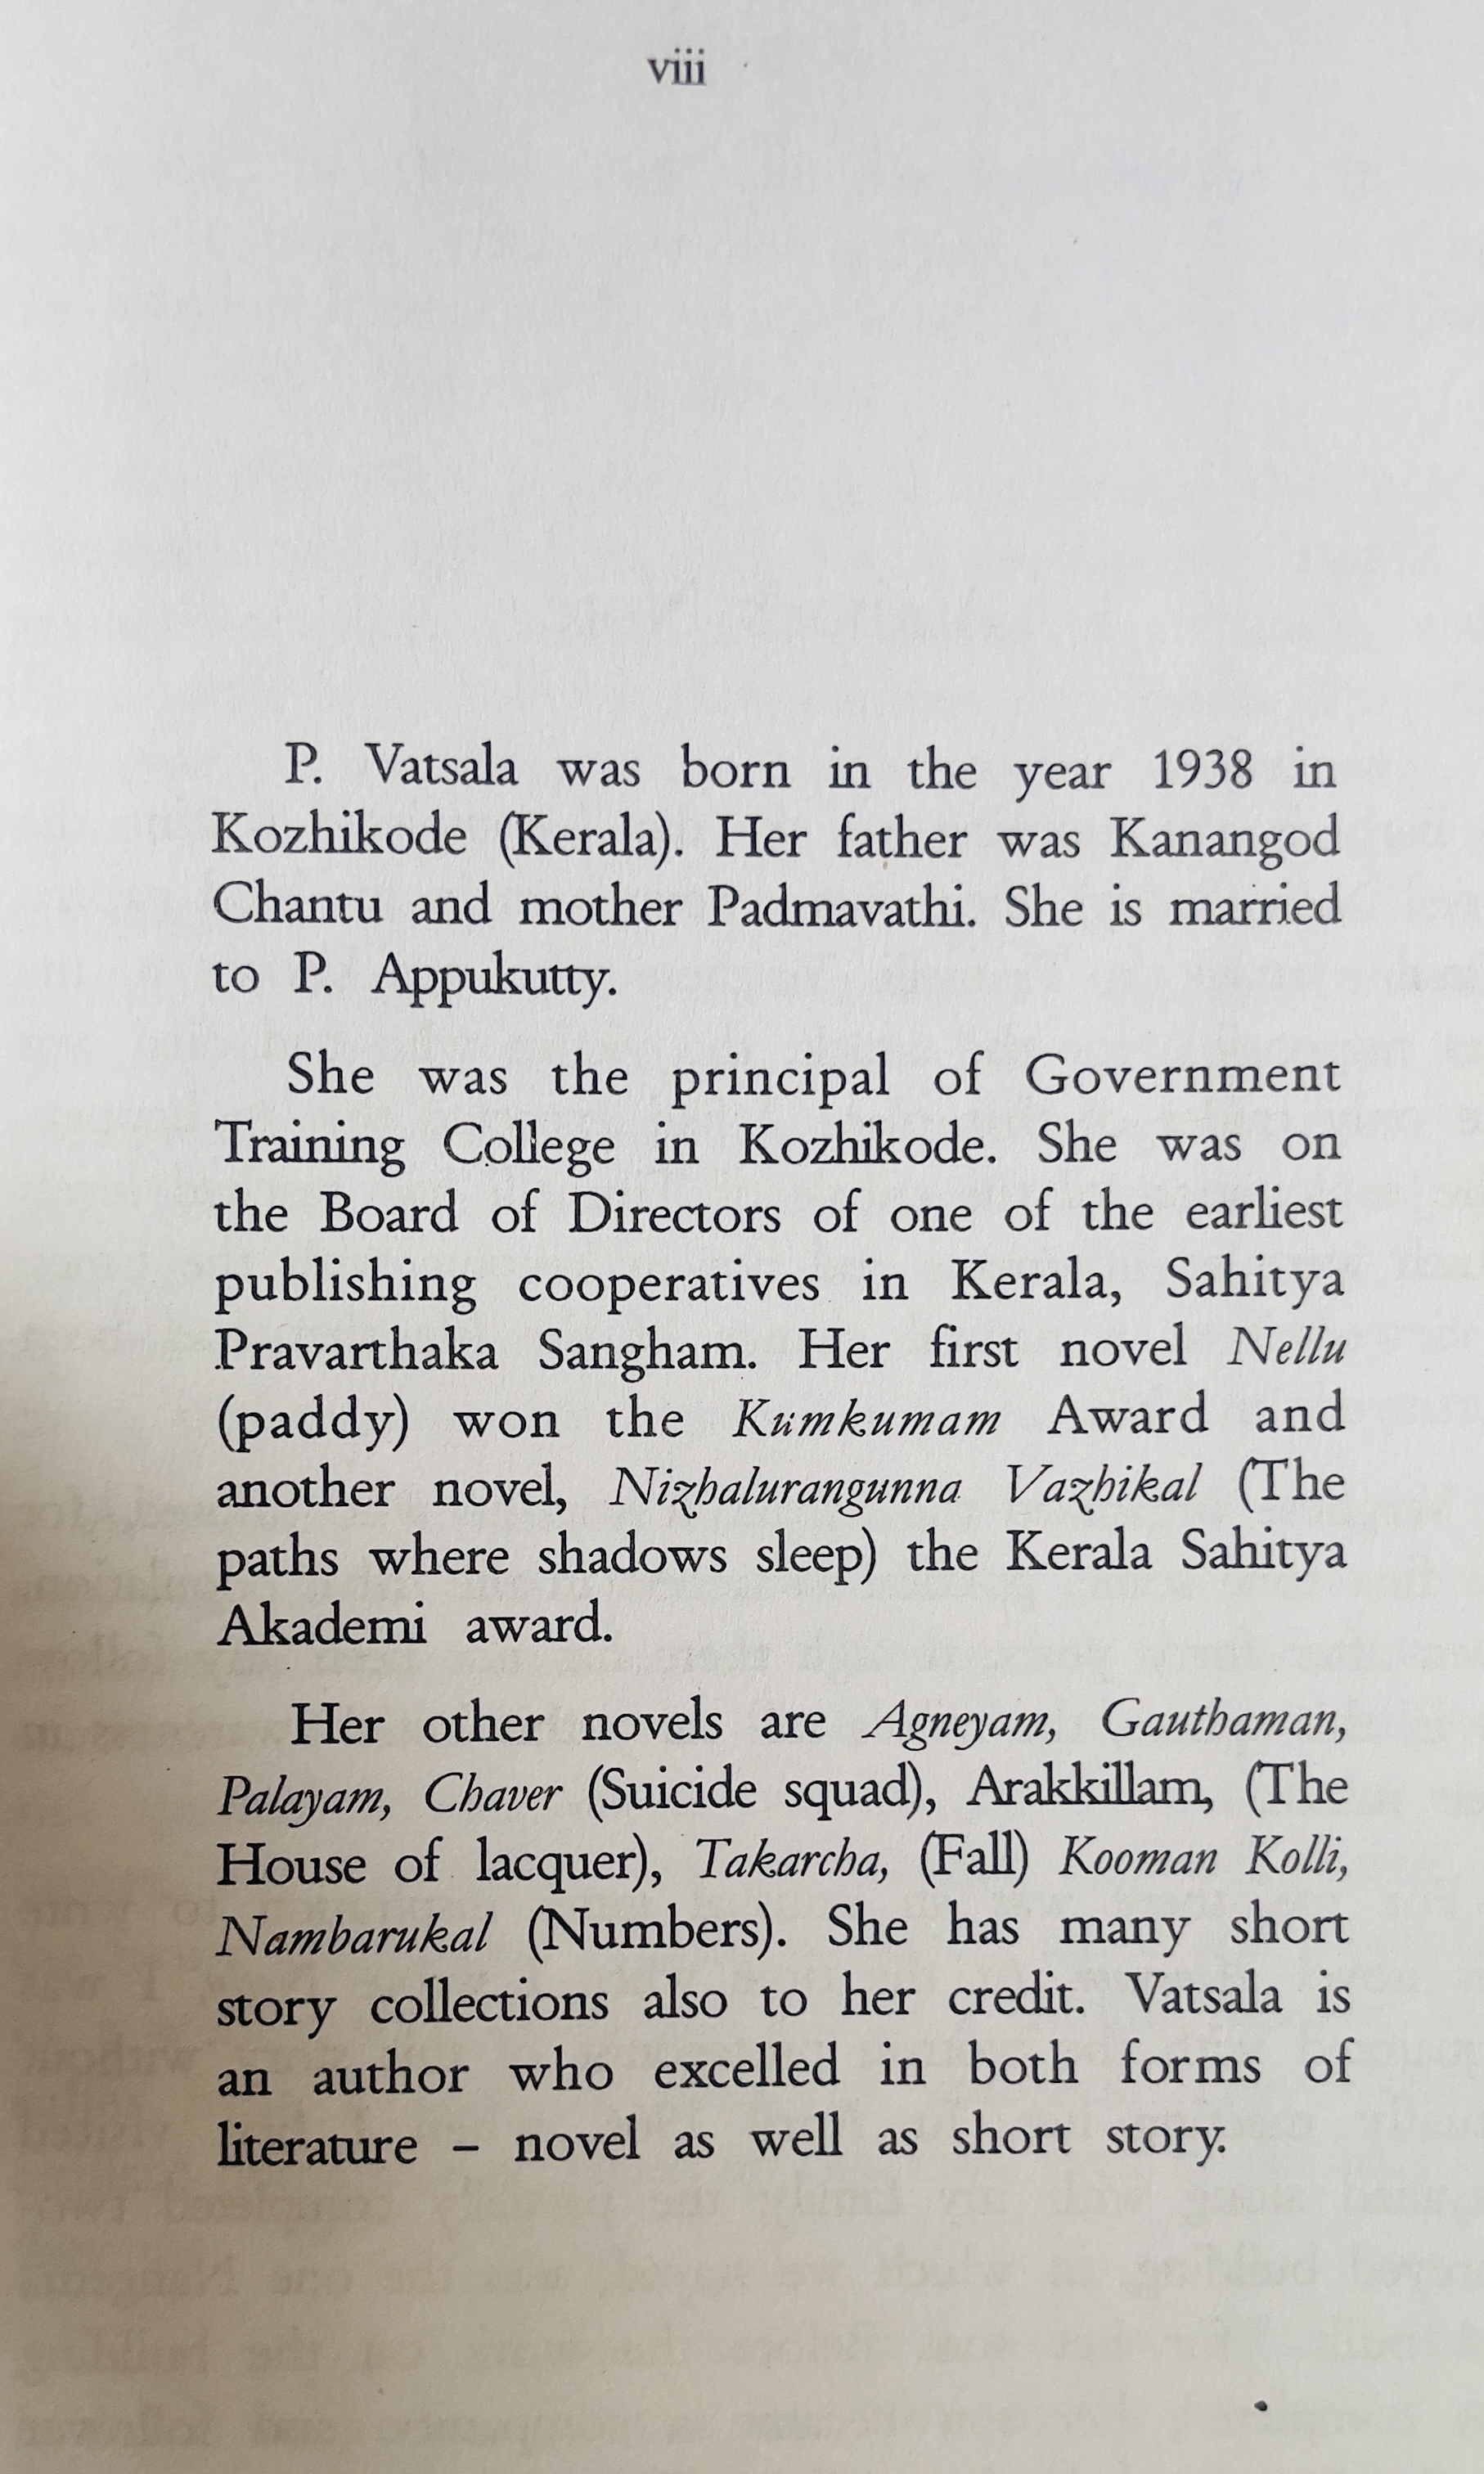 viii
P. Vatsala was born in the year 1938 in
Kozhikode (Kerala). Her father was Kanangod
Chantu and mother Padmavathi. She is married
to P. Appukutty.
She was the principal of Government
Training College in Kozhikode. She was on
the Board of Directors of one of the earliest
publishing cooperatives in Kerala, Sahitya
Pravarthaka Sangham. Her first novel Nellu
(paddy) won the Kumkumam Award and
another novel, Nizhalurangunna Vazhikal (The
paths where shadows sleep) the Kerala Sahitya
Akademi award.
Her other novels are Agneyam, Gauthaman,
Palayam, Chaver (Suicide squad), Arakkillam, (The
House of lacquer), Takarcha, (Fall) Kooman Kolli,
Nambarukal (Numbers). She has many short
story collections also to her credit. Vatsala is
an author who excelled in both forms of
literature – novel as well as short story.